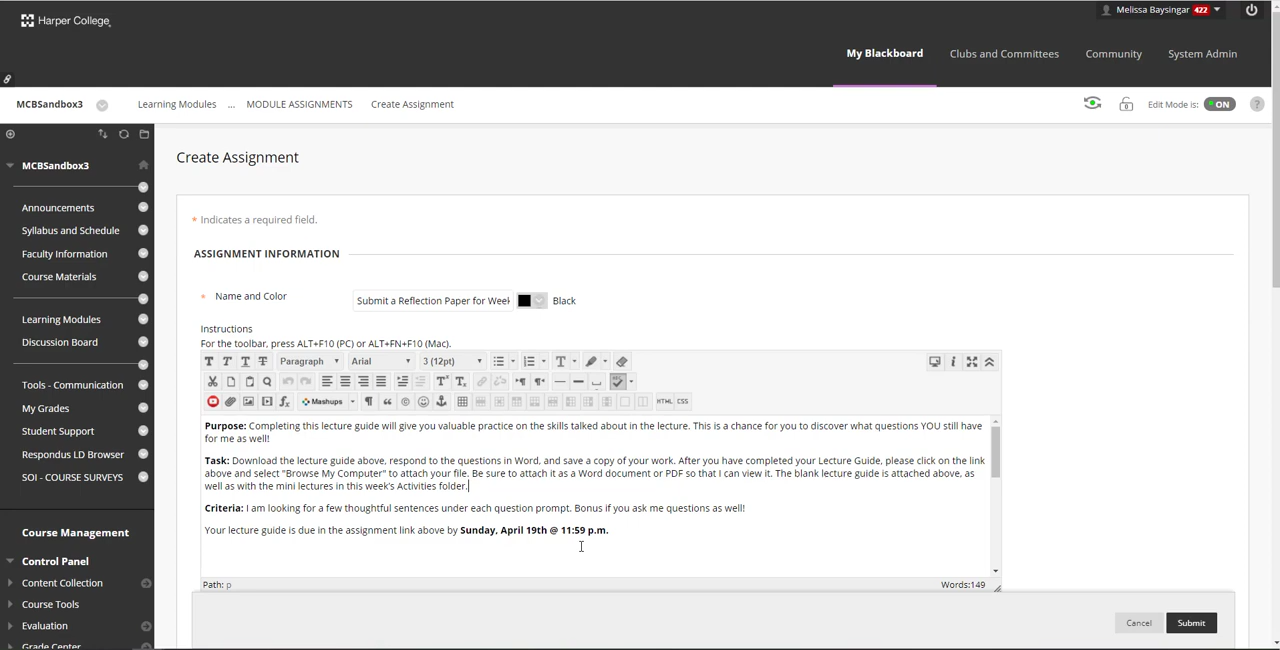 Harper College
Melissa Baysingar 422
My Blackboard
Clubs and Committees
Community
System Admin
MCBSandbox3
Learning Modules ... MODULE ASSIGNMENTS Create Assignment
Edit Mode is: ON ?
MCBSandbox3
Announcements
Syllabus and Schedule
Faculty Information
Course Materials
Learning Modules
Discussion Board
Tools - Communication
My Grades
Student Support
Respondus LD Browser
SOI - COURSE SURVEYS
Course Management
Control Panel
Content Collection
Course Tools
Evaluation
Grade Center
Create Assignment
* Indicates a required field.
ASSIGNMENT INFORMATION
* Name and Color
Submit a Reflection Paper for Week
Black
Instructions
For the toolbar, press ALT+F10 (PC) or ALT+FN+F10 (Mac).
T T T T Paragraph Arial 3 (12pt)
Mashups HTML CSS
Purpose: Completing this lecture guide will give you valuable practice on the skills talked about in the lecture. This is a chance for you to discover what questions YOU still have
for me as well!
Task: Download the lecture guide above, respond to the questions in Word, and save a copy of your work. After you have completed your Lecture Guide, please click on the link
above and select "Browse My Computer" to attach your file. Be sure to attach it as a Word document or PDF so that I can view it. The blank lecture guide is attached above, as
well as with the mini lectures in this week's Activities folder.
Criteria: I am looking for a few thoughtful sentences under each question prompt. Bonus if you ask me questions as well!
Your lecture guide is due in the assignment link above by Sunday, April 19th @ 11:59 p.m.
Path: p
Words:149
Cancel
Submit